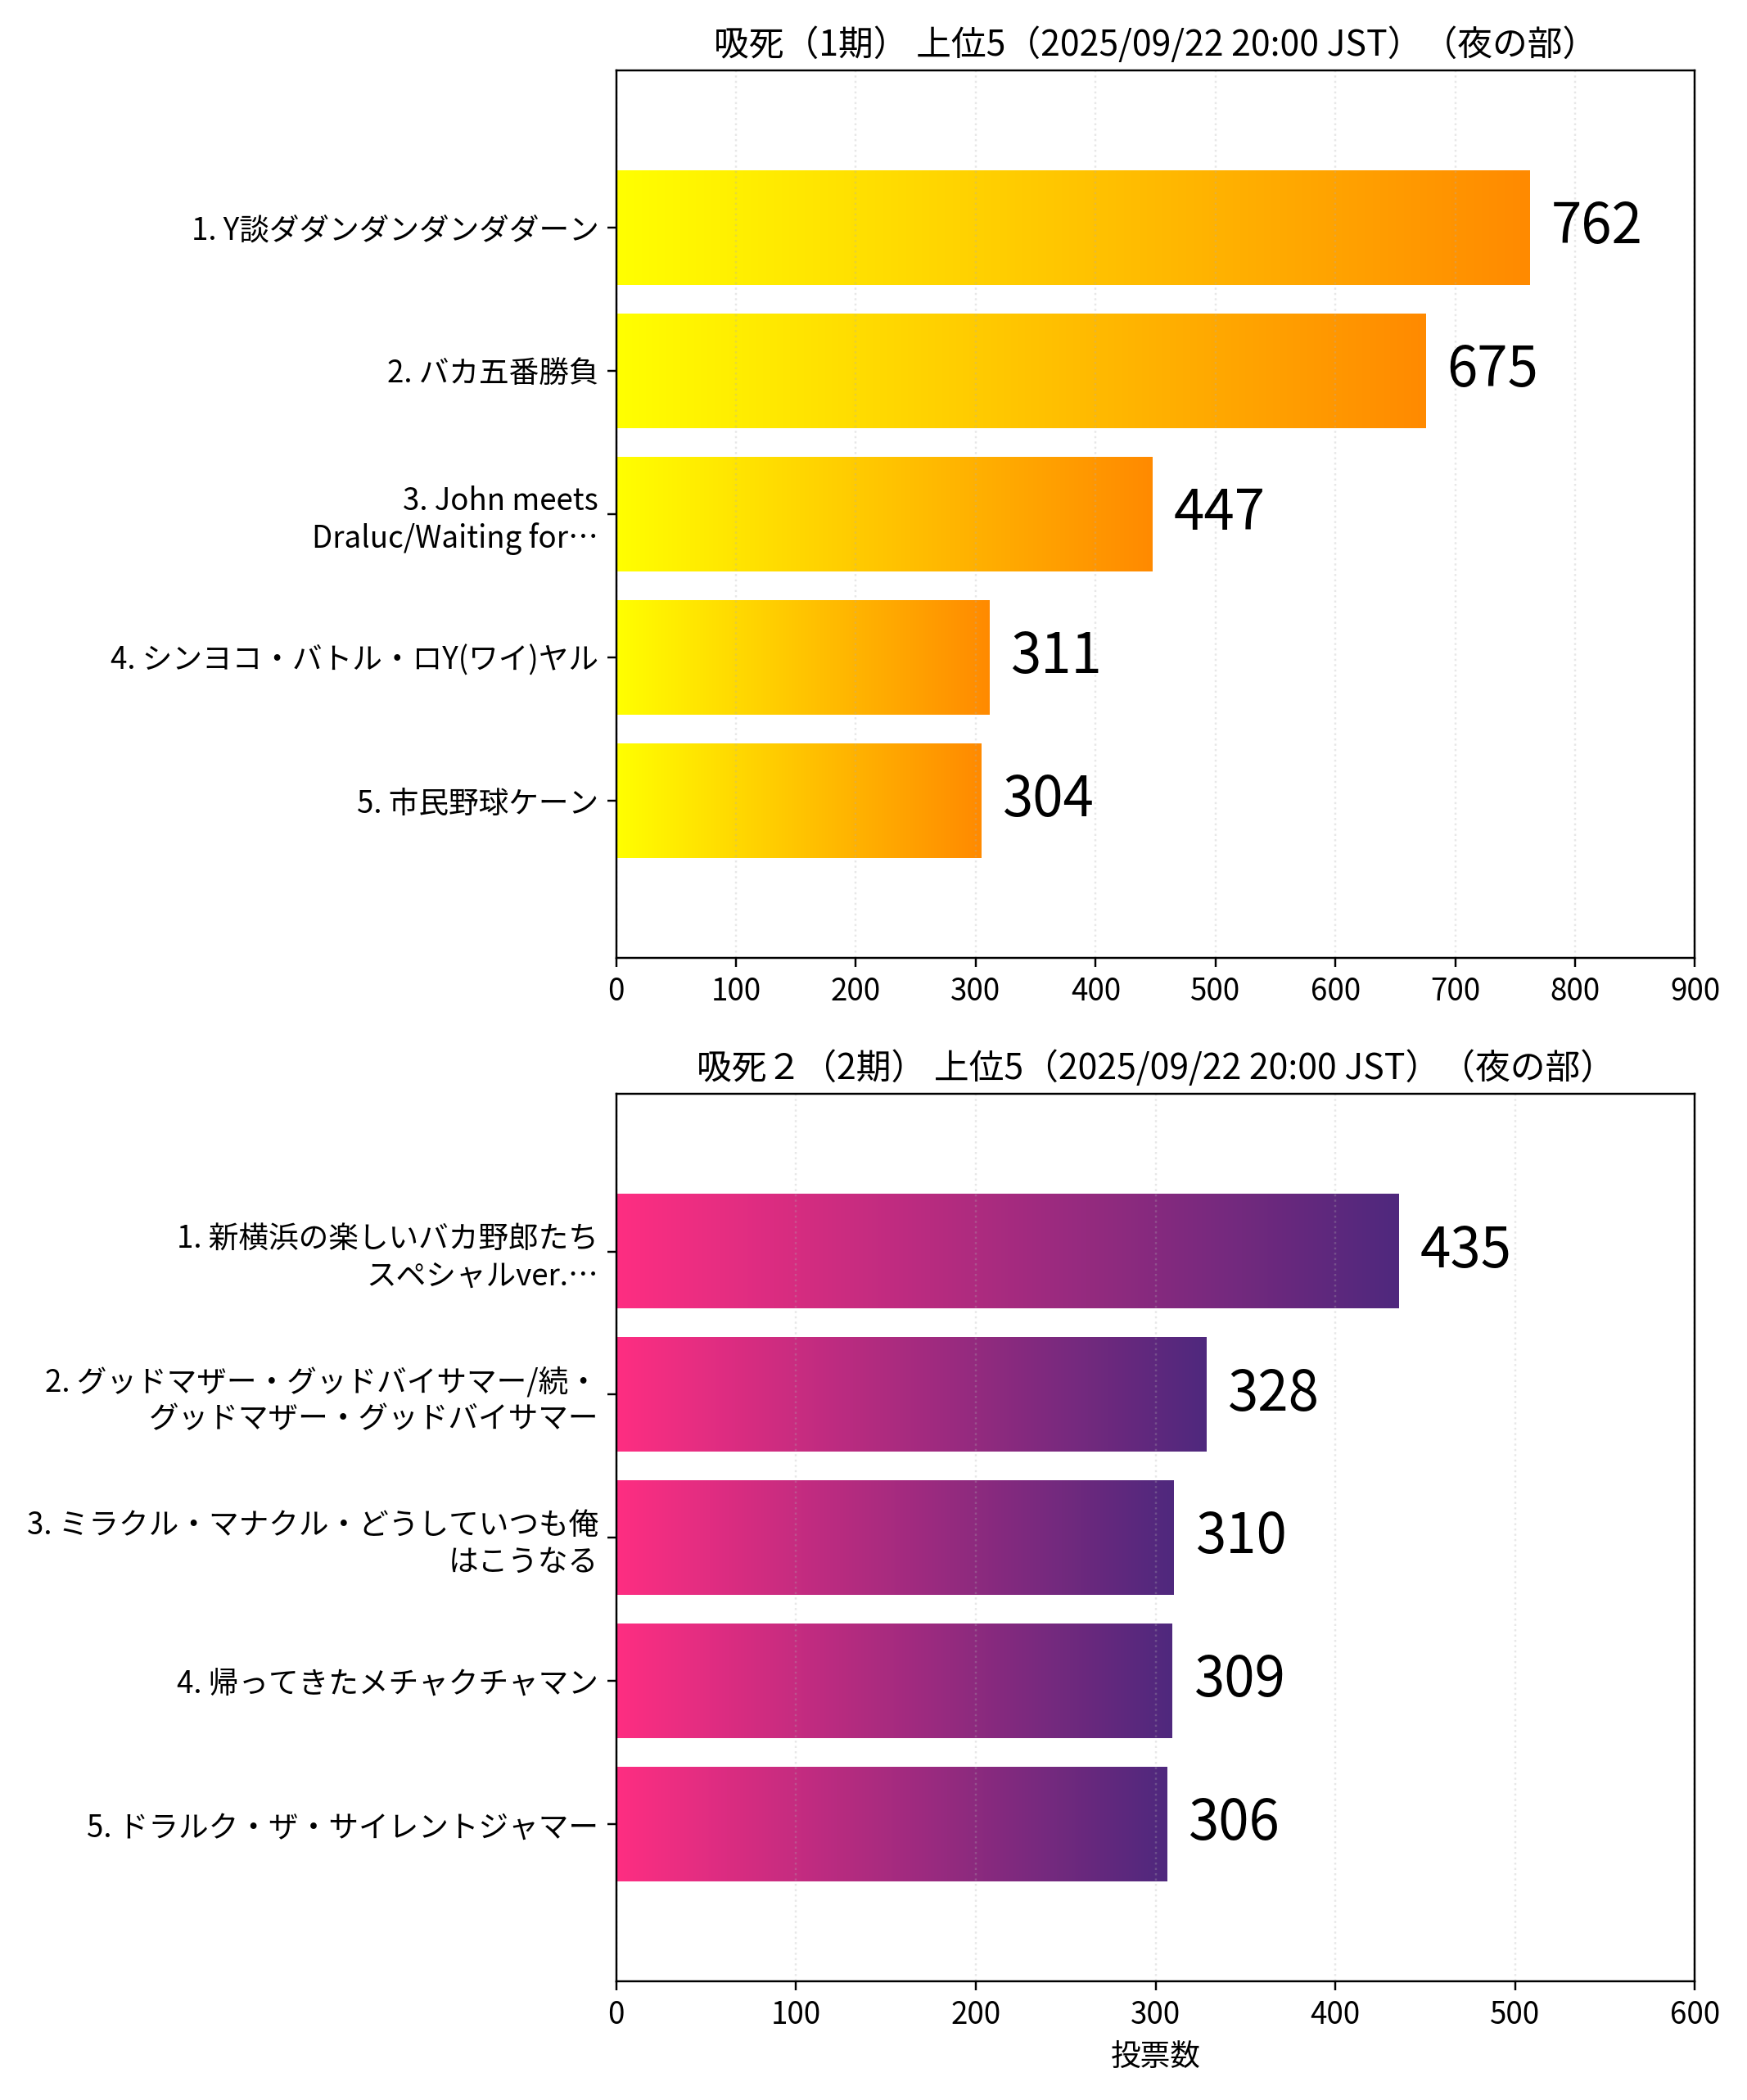 吸死（1期） 上位5（2025/09/22 20:00 JST）（夜の部）
1. Y談ダダンダンダンダダーン
762
2. バカ五番勝負
675
3. John meets
Draluc/Waiting for…
447
4. シンヨコ・バトル・ロY(ワイ)ヤル
311
5. 市民野球ケーン
304
0 100 200 300 400 500 600 700 800 900
吸死２（2期） 上位5（2025/09/22 20:00 JST）（夜の部）
1. 新横浜の楽しいバカ野郎たち
スペシャルver.…
435
2. グッドマザー・グッドバイサマー/続・
グッドマザー・グッドバイサマー
328
3. ミラクル・マナクル・どうしていつも俺
はこうなる
310
4. 帰ってきたメチャクチャマン
309
5. ドラルク・ザ・サイレントジャマー
306
0 100 200 300 400 500 600
投票数